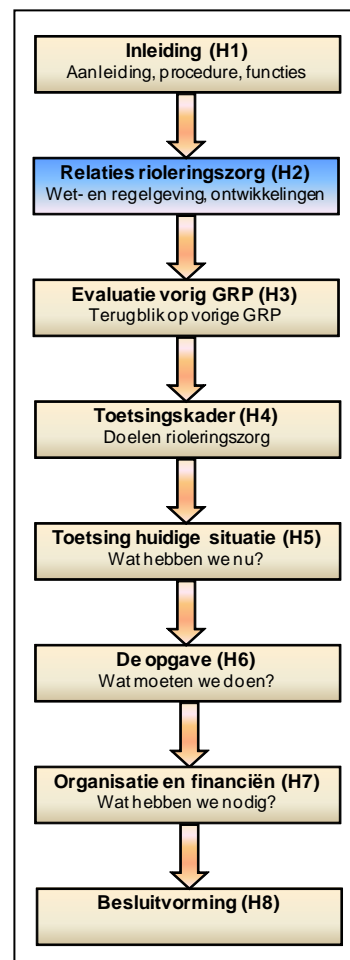 Inleiding (H1)
Aanleiding, procedure, functies
Relaties rioleringszorg (H2)
Wet- en regelgeving, ontwikkelingen
Evaluatie vorig GRP (H3)
Terugblik op vorige GRP
Toetsingskader (H4)
Doelen rioleringszorg
Toetsing huidige situatie (H5)
Wat hebben we nu?
De opgave (H6)
Wat moeten we doen?
Organisatie en financiën (H7)
Wat hebben we nodig?
Besluitvorming (H8)